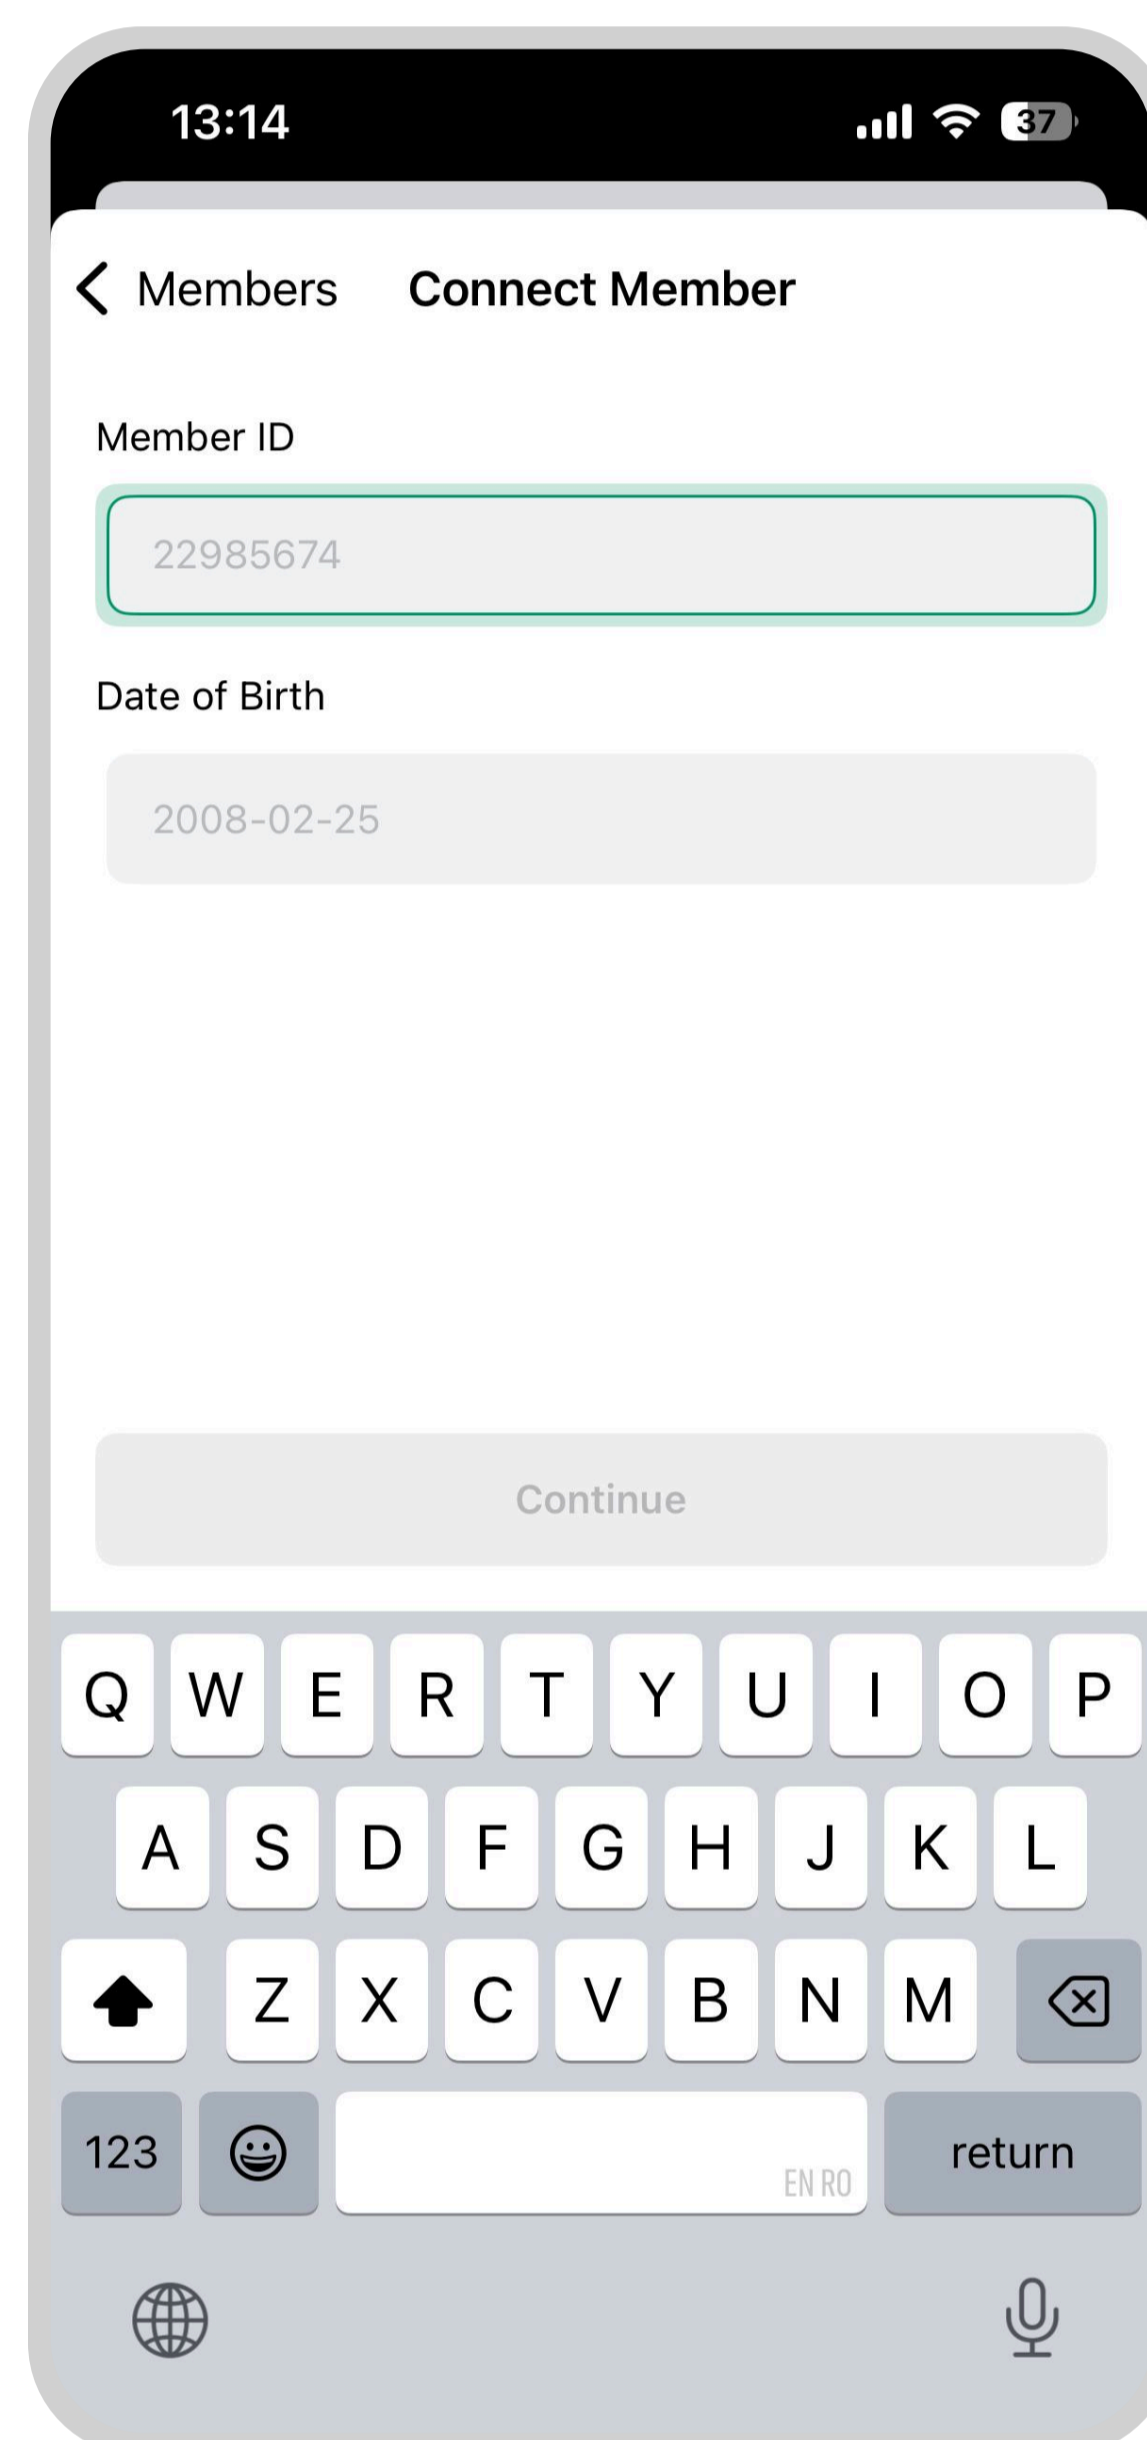 13:14 37
Members Connect Member
Member ID
22985674
Date of Birth
2008-02-25
Continue
Q W E R T Y U I O P
A S D F G H J K L
Z X C V B N M
123 EN RO return